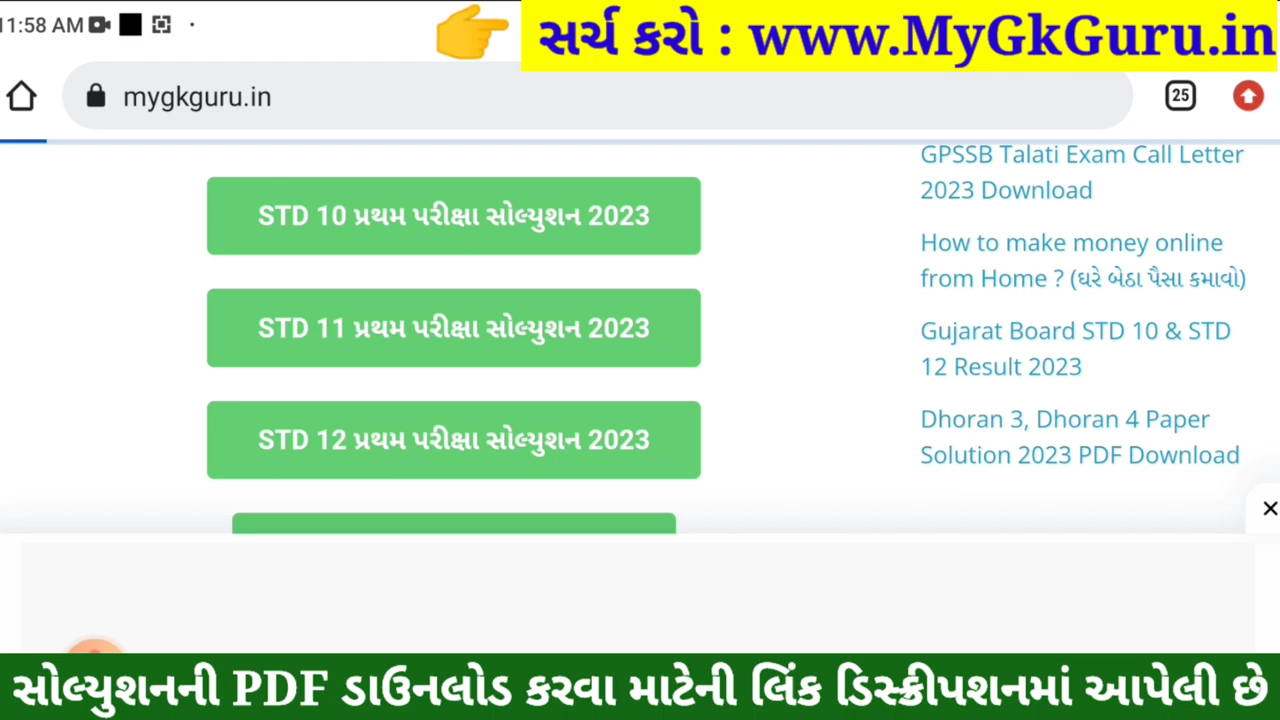 11:58 AM
સર્ચ કરો : www.MyGkGuru.in
mygkguru.in
25
STD 10 પ્રથમ પરીક્ષા સોલ્યુશન 2023
STD 11 પ્રથમ પરીક્ષા સોલ્યુશન 2023
STD 12 પ્રથમ પરીક્ષા સોલ્યુશન 2023
GPSSB Talati Exam Call Letter
2023 Download
How to make money online
from Home ? (ઘરે બેઠા પૈસા કમાવો)
Gujarat Board STD 10 & STD
12 Result 2023
Dhoran 3, Dhoran 4 Paper
Solution 2023 PDF Download
સોલ્યુશનની PDF ડાઉનલોડ કરવા માટેની લિંક ડિસ્ક્રીપશનમાં આપેલી છે